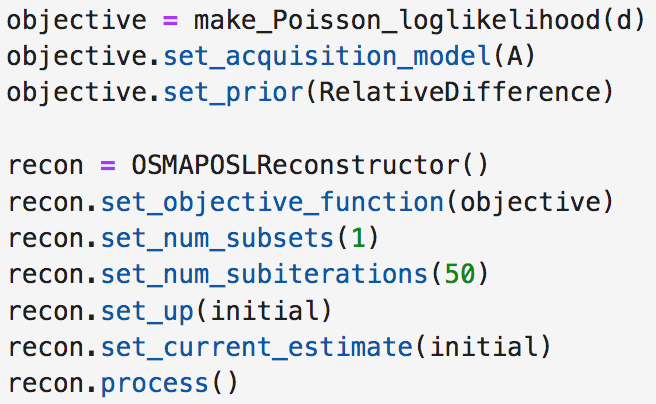 objective = make_Poisson_loglikelihood(d)
objective.set_acquisition_model(A)
objective.set_prior(RelativeDifference)
recon = OSMAPOSLReconstructor()
recon.set_objective_function(objective)
recon.set_num_subsets(1)
recon.set_num_subiterations(50)
recon.set_up(initial)
recon.set_current_estimate(initial)
recon.process()